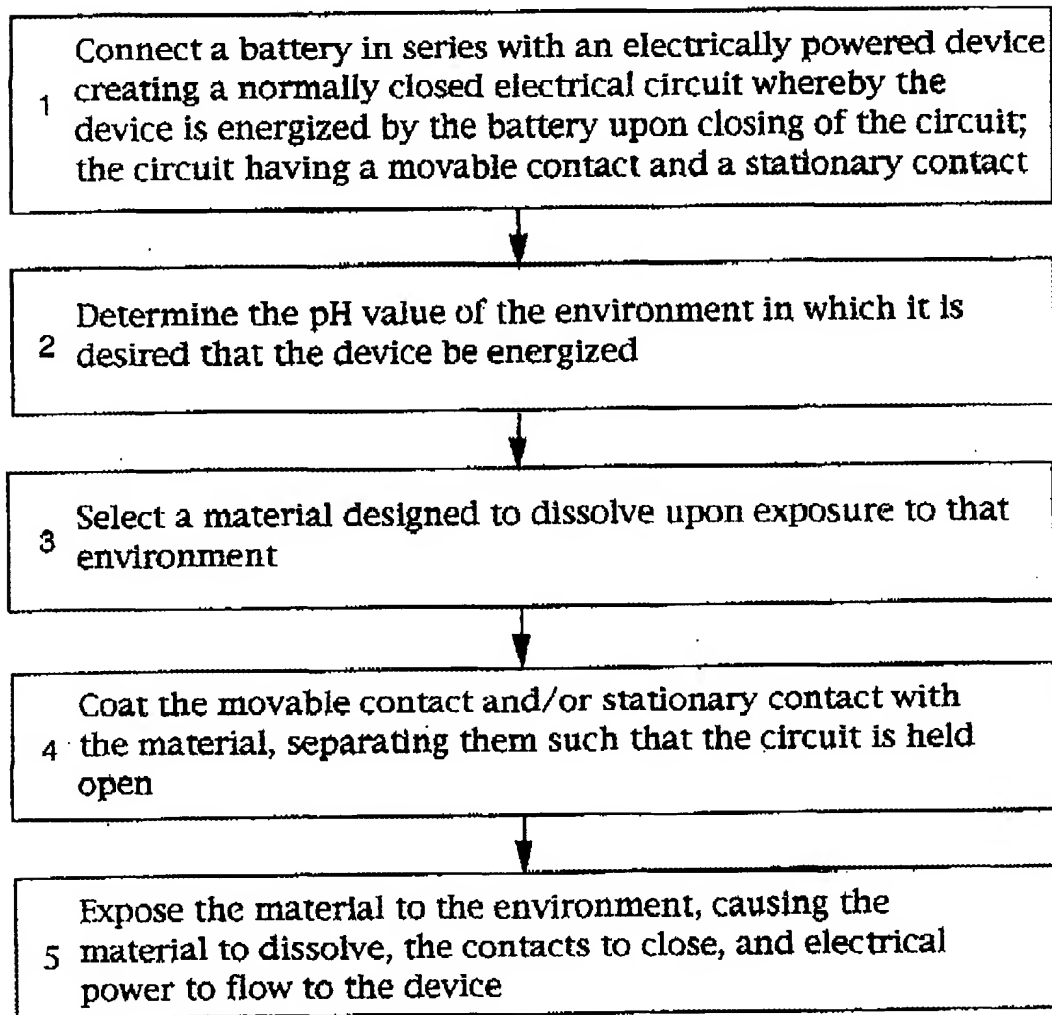 Connect a battery in series with an electrically powered device
1 creating a normally closed electrical circuit whereby the
device is energized by the battery upon closing of the circuit;
the circuit having a movable contact and a stationary contact
Determine the pH value of the environment in which it is
2 desired that the device be energized
Select a material designed to dissolve upon exposure to that
3 environment
Coat the movable contact and/or stationary contact with
4 the material, separating them such that the circuit is held
open
Expose the material to the environment, causing the
5 material to dissolve, the contacts to close, and electrical
power to flow to the device